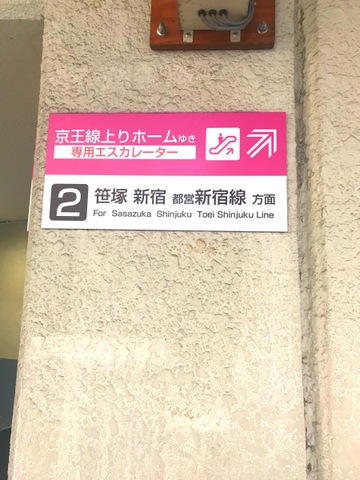 京王線上りホームゆき
専用エスカレーター
2 笹塚 新宿 都営新宿線 方面
For Sasazuka Shinjuku Toei Shinjuku Line